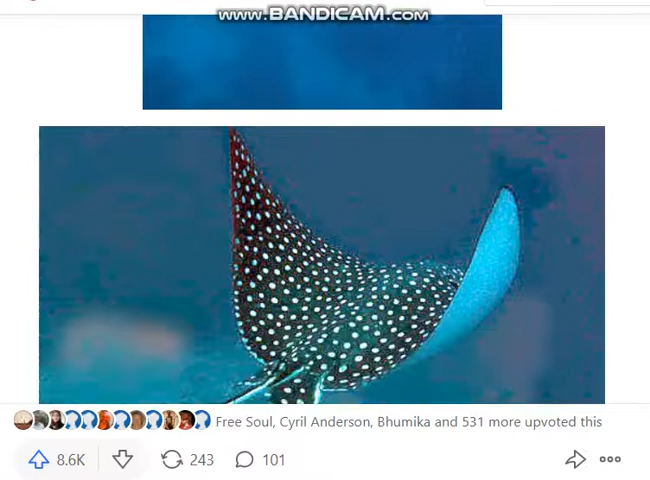 www.BANDICAM.com
Free Soul, Cyril Anderson, Bhumika and 531 more upvoted this
8.6K 243 101